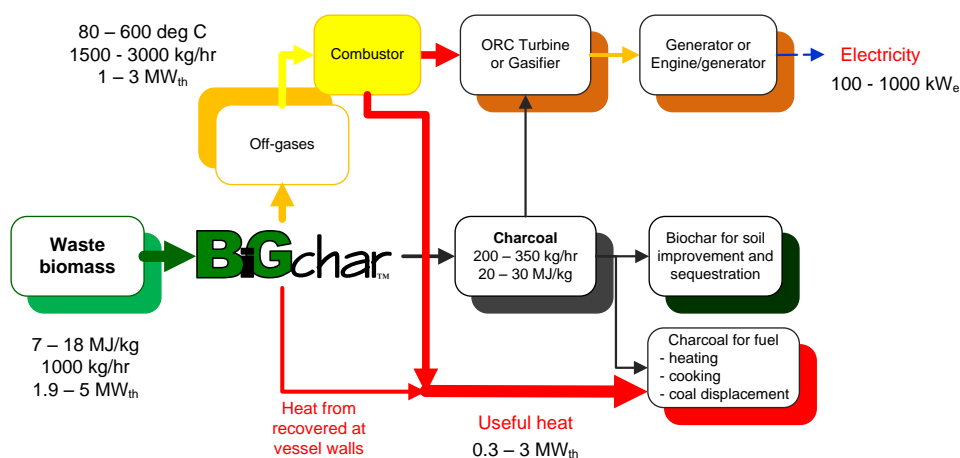 80 – 600 deg C
1500 - 3000 kg/hr
1 – 3 MWth
Combustor
ORC Turbine
or Gasifier
Generator or
Engine/generator
Electricity
100 - 1000 kWe
Off-gases
Waste
biomass
BiGchar™
Charcoal
200 – 350 kg/hr
20 – 30 MJ/kg
Biochar for soil
improvement and
sequestration
7 – 18 MJ/kg
1000 kg/hr
1.9 – 5 MWth
Charcoal for fuel
- heating
- cooking
- coal displacement
Heat from
recovered at
vessel walls
Useful heat
0.3 – 3 MWth